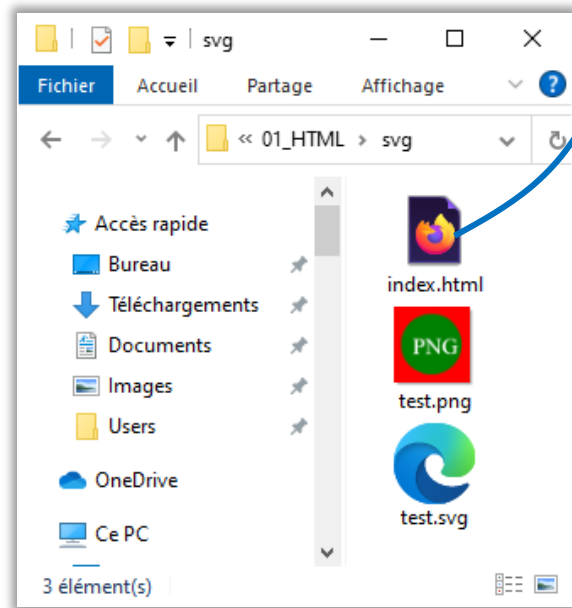 svg
Fichier Accueil Partage Affichage
« 01_HTML > svg
Accès rapide
Bureau
Téléchargements
Documents
Images
Users
OneDrive
Ce PC
index.html
PNG
test.png
test.svg
3 élément(s)